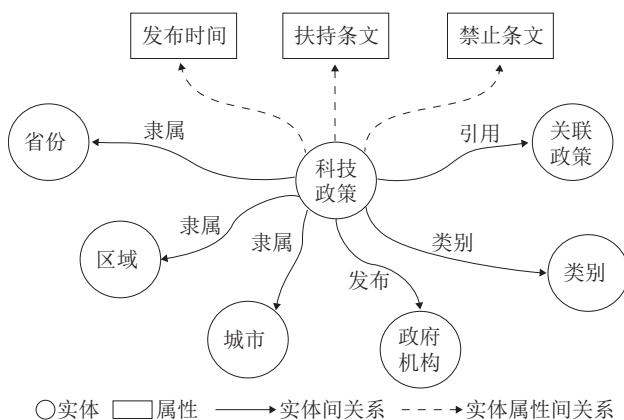 发布时间
扶持条文
禁止条文
省份
隶属
科技
政策
引用
关联
政策
区域
隶属
隶属
类别
类别
城市
发布
政府
机构
实体 属性 实体间关系 实体属性间关系